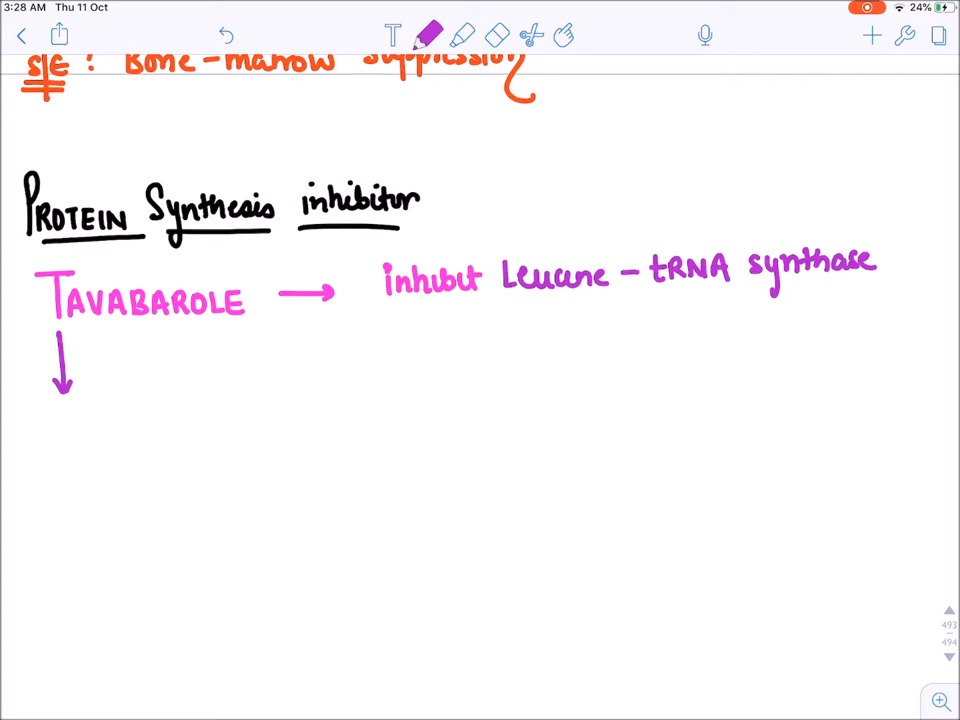 3:28 AM Thu 11 Oct 24%
T
S/E : Bone-marrow suppression
PROTEIN Synthesis inhibitor
TAVABAROLE → inhibit Leucine - tRNA synthase
493
494